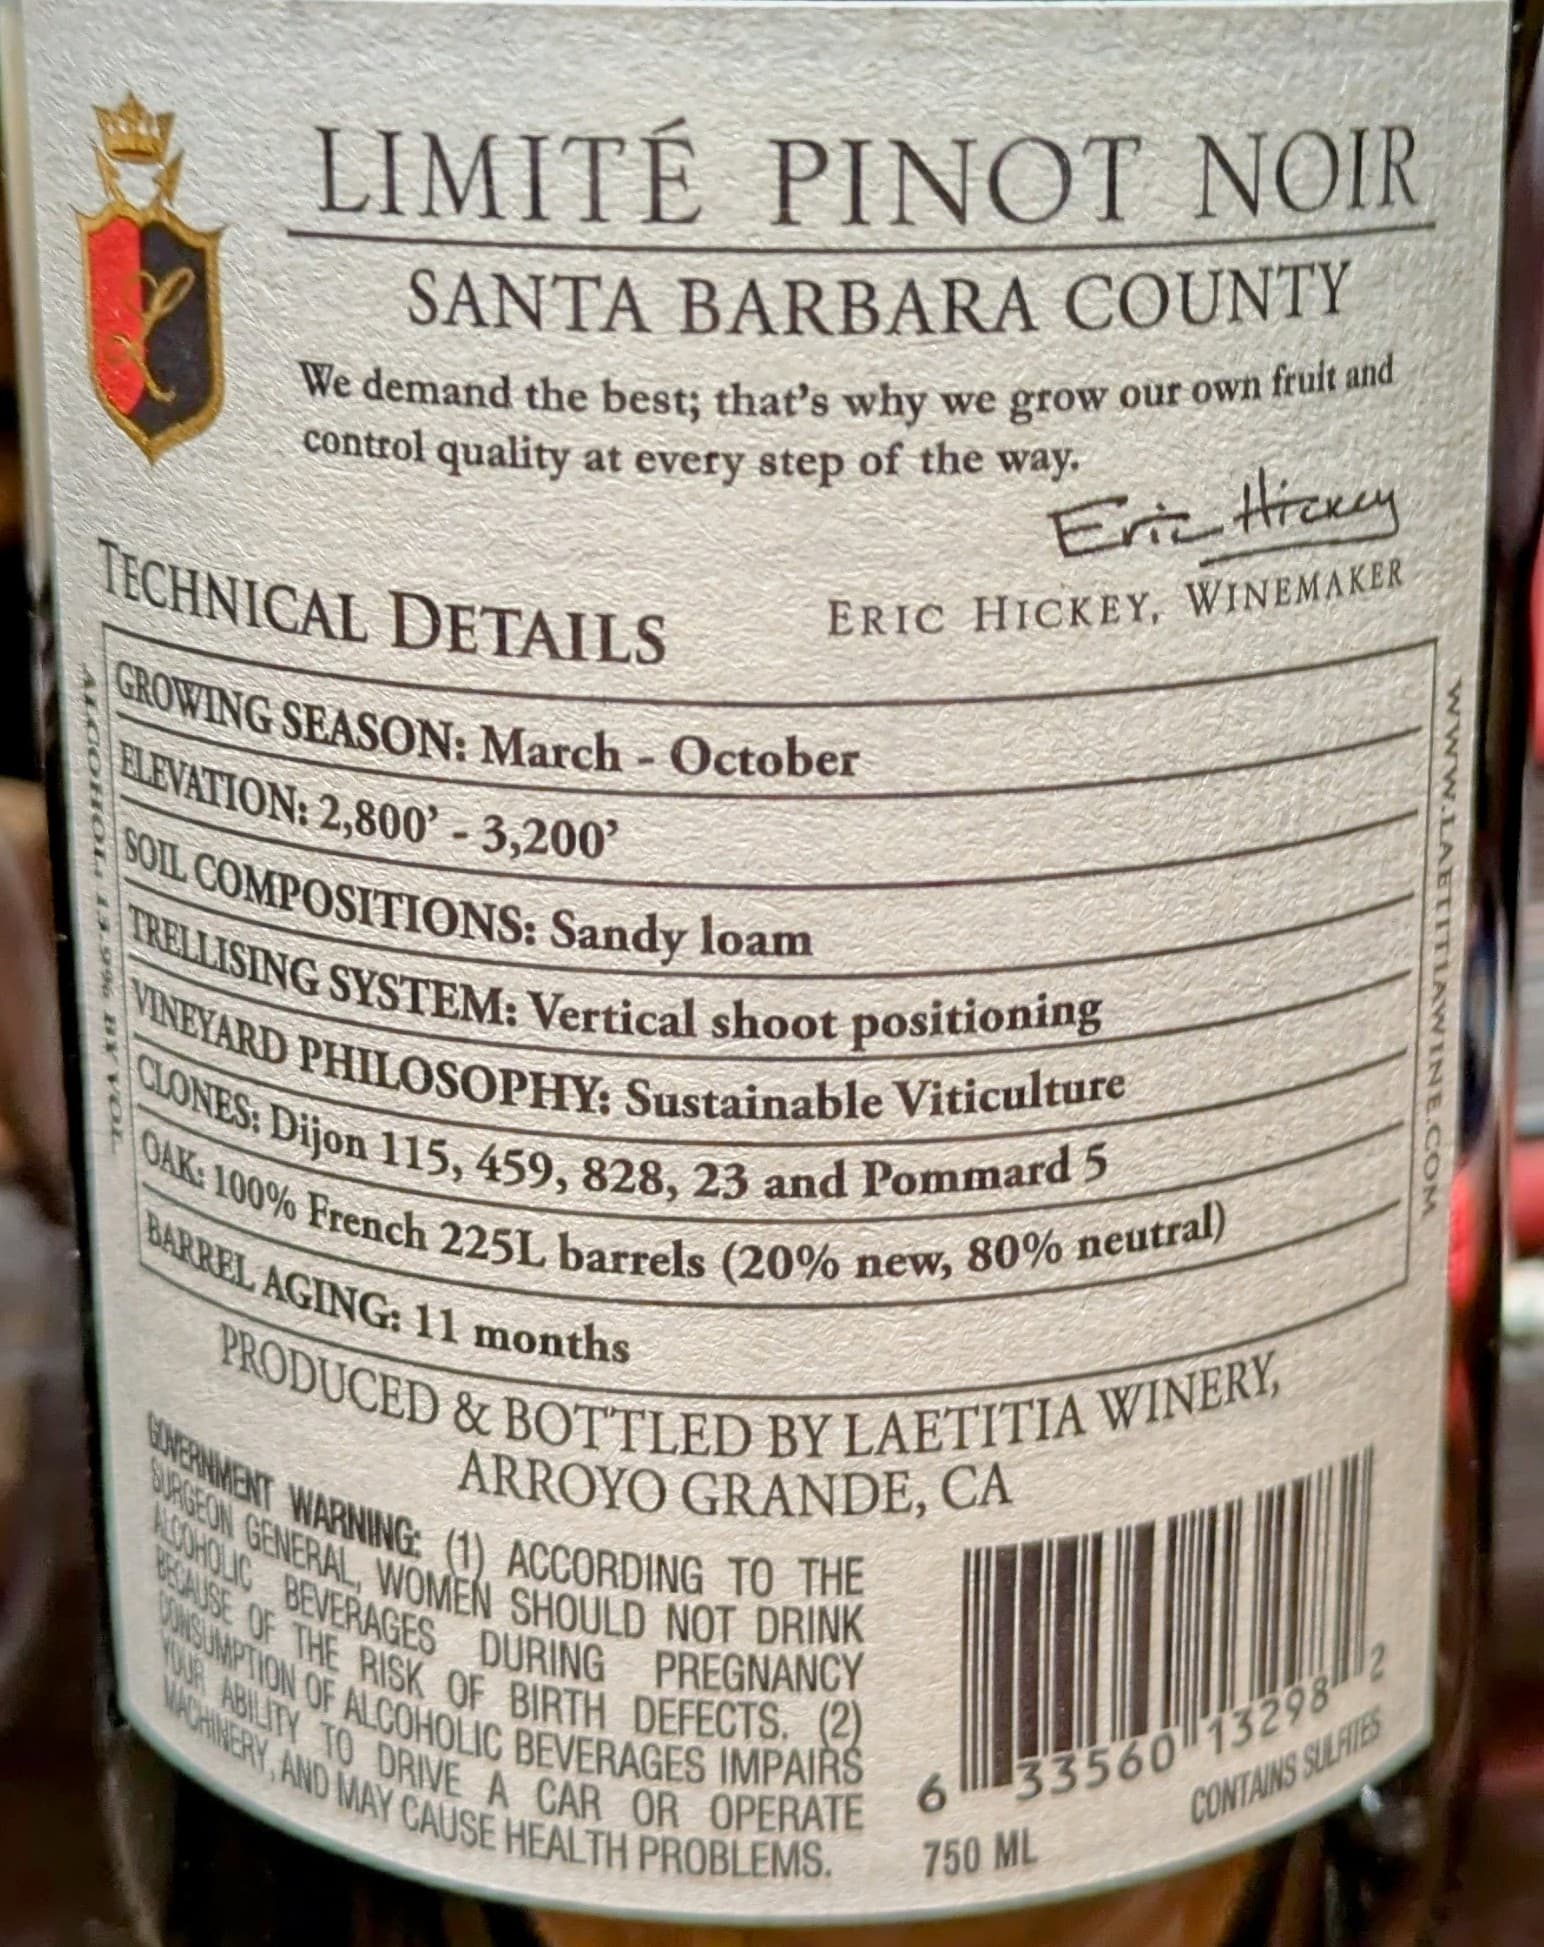 LIMITÉ PINOT NOIR
SANTA BARBARA COUNTY
We demand the best; that's why we grow our own fruit and
control quality at every step of the way.
Eric Hickey
ERIC HICKEY, WINEMAKER
TECHNICAL DETAILS
GROWING SEASON: March - October
ELEVATION: 2,800' - 3,200'
SOIL COMPOSITIONS: Sandy loam
TRELLISING SYSTEM: Vertical shoot positioning
VINEYARD PHILOSOPHY: Sustainable Viticulture
CLONES: Dijon 115, 459, 828, 23 and Pommard 5
OAK: 100% French 225L barrels (20% new, 80% neutral)
BARREL AGING: 11 months
ALCOHOL: 13.9% BY VOL.
WWW.LAETITIAWINE.COM
PRODUCED & BOTTLED BY LAETITIA WINERY,
ARROYO GRANDE, CA
GOVERNMENT WARNING: (1) ACCORDING TO THE
SURGEON GENERAL, WOMEN SHOULD NOT DRINK
ALCOHOLIC BEVERAGES DURING PREGNANCY
BECAUSE OF THE RISK OF BIRTH DEFECTS. (2)
CONSUMPTION OF ALCOHOLIC BEVERAGES IMPAIRS
YOUR ABILITY TO DRIVE A CAR OR OPERATE
MACHINERY, AND MAY CAUSE HEALTH PROBLEMS.
6 33560 13298 2
CONTAINS SULFITES
750 ML